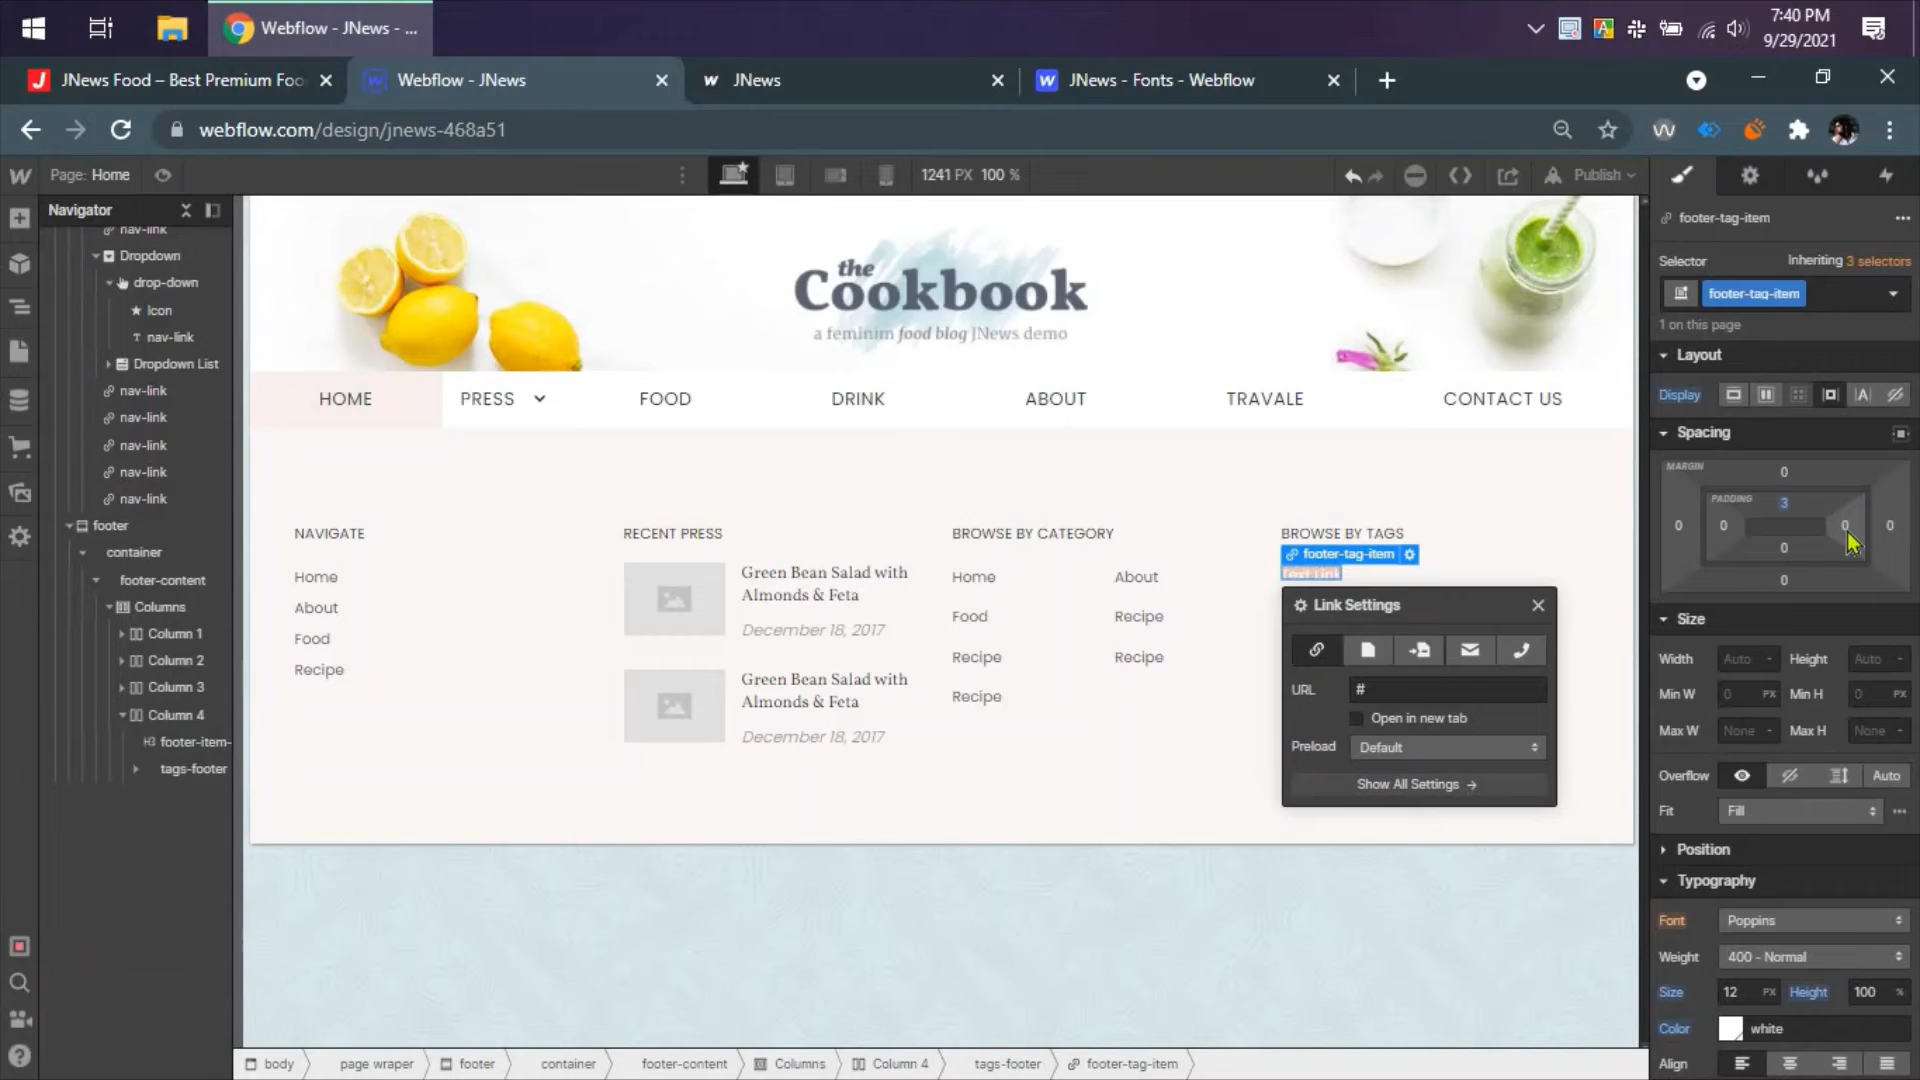 Webflow - JNews - ...
7:40 PM
9/29/2021
JNews Food – Best Premium Foo
Webflow - JNews
JNews
JNews - Fonts - Webflow
webflow.com/design/jnews-468a51
Page: Home
1241 PX 100 %
Publish
Navigator
nav-link
Dropdown
drop-down
Icon
nav-link
Dropdown List
nav-link
nav-link
nav-link
nav-link
nav-link
footer
container
footer-content
Columns
Column 1
Column 2
Column 3
Column 4
H3 footer-item-
tags-footer
the
Cookbook
a feminim food blog JNews demo
HOME
PRESS
FOOD
DRINK
ABOUT
TRAVALE
CONTACT US
NAVIGATE
Home
About
Food
Recipe
RECENT PRESS
Green Bean Salad with
Almonds & Feta
December 18, 2017
Green Bean Salad with
Almonds & Feta
December 18, 2017
BROWSE BY CATEGORY
Home
About
Food
Recipe
Recipe
Recipe
Recipe
BROWSE BY TAGS
footer-tag-item
Text Link
Link Settings
URL
#
Open in new tab
Preload
Default
Show All Settings
footer-tag-item
Selector
Inheriting 3 selectors
footer-tag-item
1 on this page
Layout
Display
Spacing
MARGIN
0
PADDING
3
0
0
0
0
0
0
Size
Width Auto - Height Auto -
Min W 0 PX Min H 0 PX
Max W None - Max H None -
Overflow
Auto
Fit
Fill
Position
Typography
Font
Poppins
Weight
400 - Normal
Size
12 PX
Height
100 %
Color
white
Align
body
page wraper
footer
container
footer-content
Columns
Column 4
tags-footer
footer-tag-item